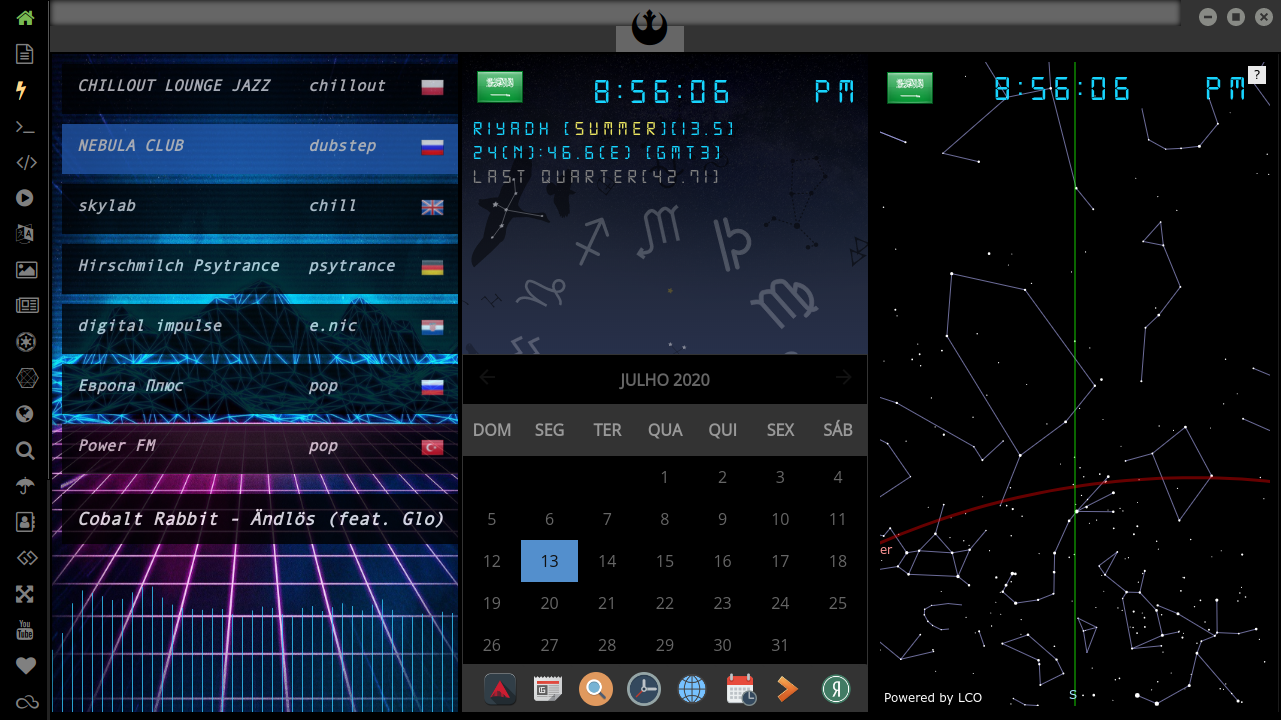 CHILLOUT LOUNGE JAZZ chillout
NEBULA CLUB dubstep
skylab chill
Hirschmilch Psytrance psytrance
digital impulse e.nic
Европа Плюс pop
Power FM pop
Cobalt Rabbit - Ändlös (feat. Glo)
8:56:06 PM
RIYADH [SUMMER][13.5]
24(N):46.6(E) [GMT3]
LAST QUARTER[42.71]
JULHO 2020
DOM SEG TER QUA QUI SEX SÁB
1 2 3 4
5 6 7 8 9 10 11
12 13 14 15 16 17 18
19 20 21 22 23 24 25
26 27 28 29 30 31
8:56:06 PM
?
er
S
Powered by LCO
You
Tube
Я